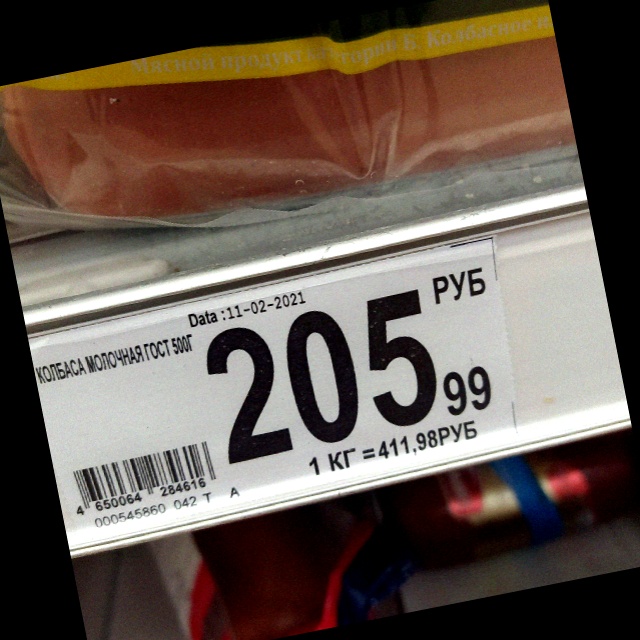 Мясной продукт категории Б. Колбасное и
Data :11-02-2021
КОЛБАСА МОЛОЧНАЯ ГОСТ 500Г
205 99 РУБ
1 КГ =411,98РУБ
4 650064 284616
000545860 042 T A